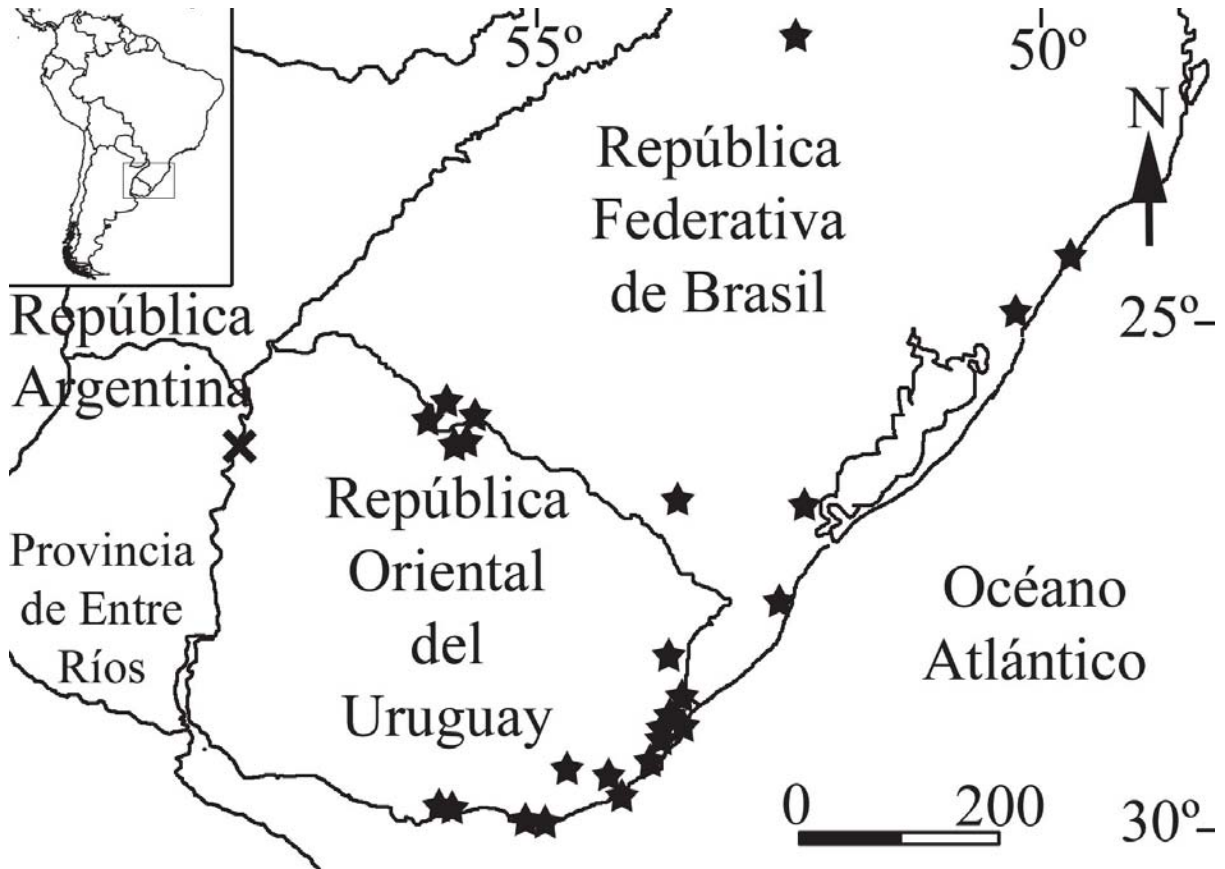 55º
50º
N
República
Federativa
de Brasil
República
Argentina
25º
República
Oriental
del
Uruguay
Provincia
de Entre
Ríos
Océano
Atlántico
0
200
30º